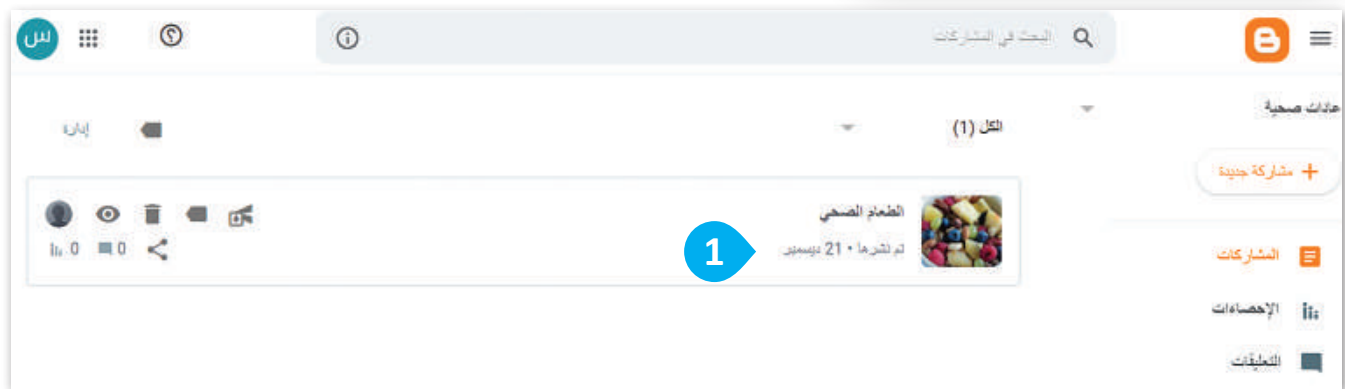 س
البحث في المشاركات
عادات صحية
الكل (1)
إدارة
+ مشاركة جديدة
الطعام الصحي
تم نشرها • 21 ديسمبر
1
0
0
المشاركات
الإحصاءات
التعليقات